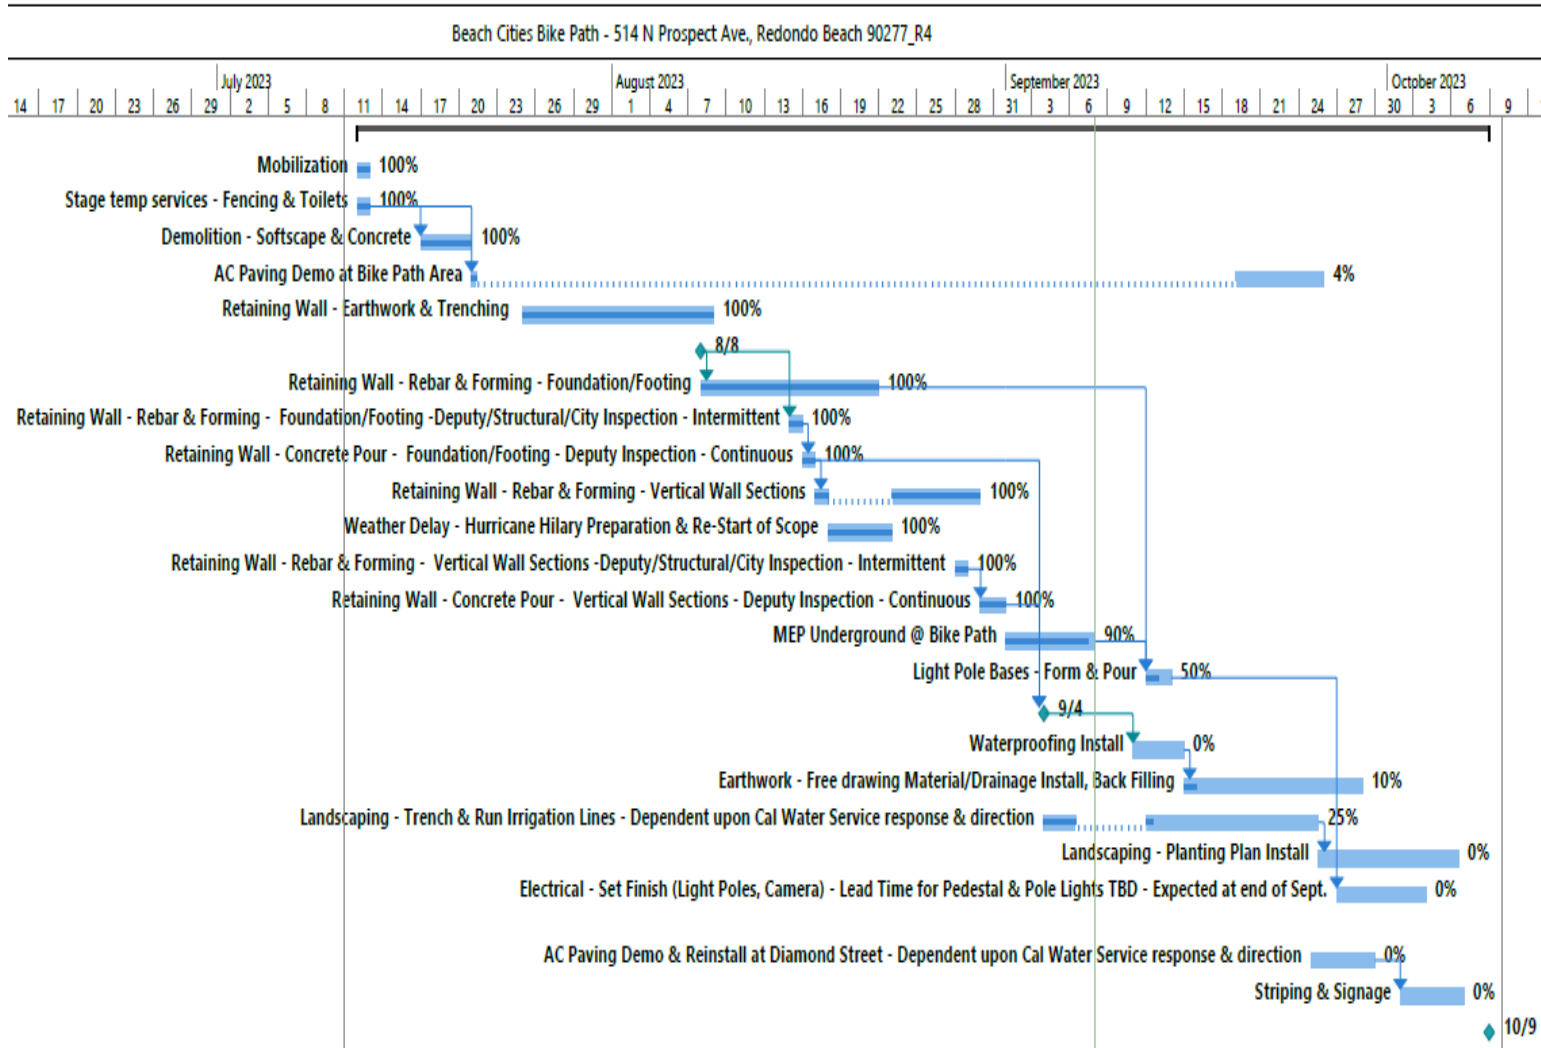 Beach Cities Bike Path - 514 N Prospect Ave., Redondo Beach 90277_R4
July 2023 August 2023 September 2023 October 2023
14 17 20 23 26 29 2 5 8 11 14 17 20 23 26 29 1 4 7 10 13 16 19 22 25 28 31 3 6 9 12 15 18 21 24 27 30 3 6 9 12
Mobilization 100%
Stage temp services - Fencing & Toilets 100%
Demolition - Softscape & Concrete 100%
AC Paving Demo at Bike Path Area 4%
Retaining Wall - Earthwork & Trenching 100%
8/8
Retaining Wall - Rebar & Forming - Foundation/Footing 100%
Retaining Wall - Rebar & Forming - Foundation/Footing -Deputy/Structural/City Inspection - Intermittent 100%
Retaining Wall - Concrete Pour - Foundation/Footing - Deputy Inspection - Continuous 100%
Retaining Wall - Rebar & Forming - Vertical Wall Sections 100%
Weather Delay - Hurricane Hilary Preparation & Re-Start of Scope 100%
Retaining Wall - Rebar & Forming - Vertical Wall Sections -Deputy/Structural/City Inspection - Intermittent 100%
Retaining Wall - Concrete Pour - Vertical Wall Sections - Deputy Inspection - Continuous 100%
MEP Underground @ Bike Path 90%
Light Pole Bases - Form & Pour 50%
9/4
Waterproofing Install 0%
Earthwork - Free drawing Material/Drainage Install, Back Filling 10%
Landscaping - Trench & Run Irrigation Lines - Dependent upon Cal Water Service response & direction 25%
Landscaping - Planting Plan Install 0%
Electrical - Set Finish (Light Poles, Camera) - Lead Time for Pedestal & Pole Lights TBD - Expected at end of Sept. 0%
AC Paving Demo & Reinstall at Diamond Street - Dependent upon Cal Water Service response & direction 0%
Striping & Signage 0%
10/9